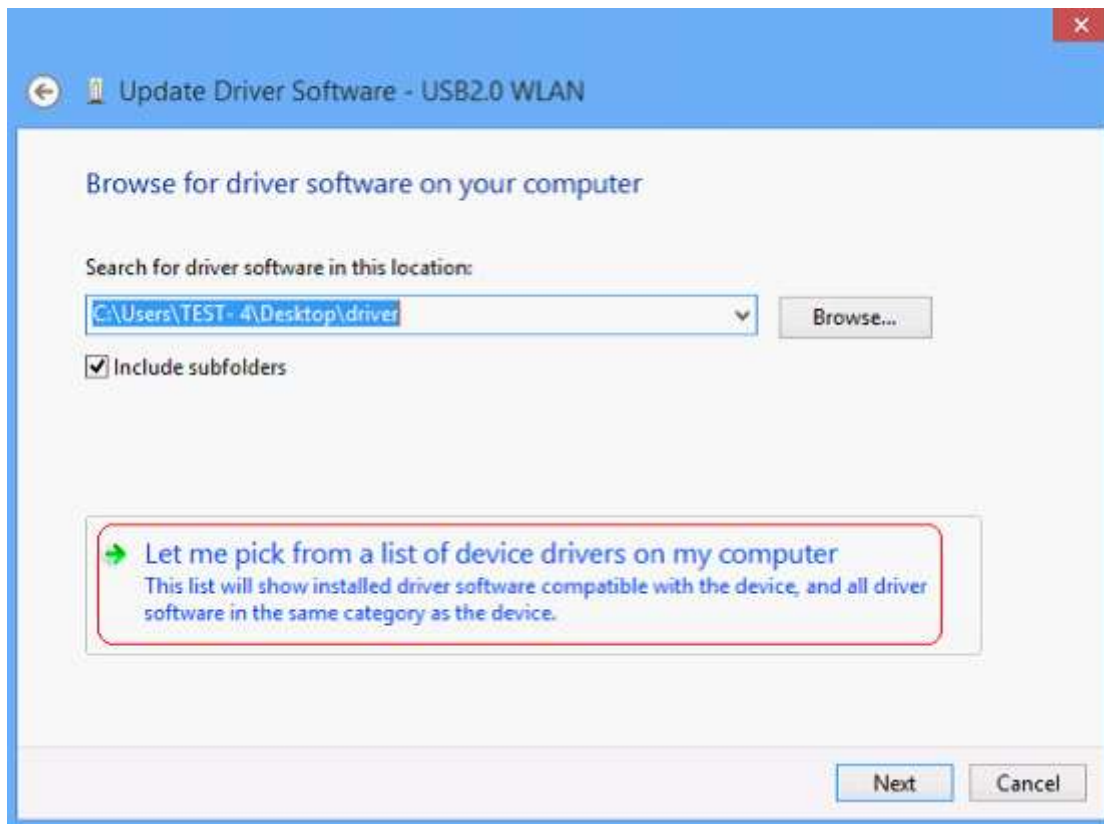 Update Driver Software - USB2.0 WLAN
Browse for driver software on your computer
Search for driver software in this location:
C:\Users\TEST- 4\Desktop\driver
Browse...
Include subfolders
Let me pick from a list of device drivers on my computer
This list will show installed driver software compatible with the device, and all driver
software in the same category as the device.
Next
Cancel